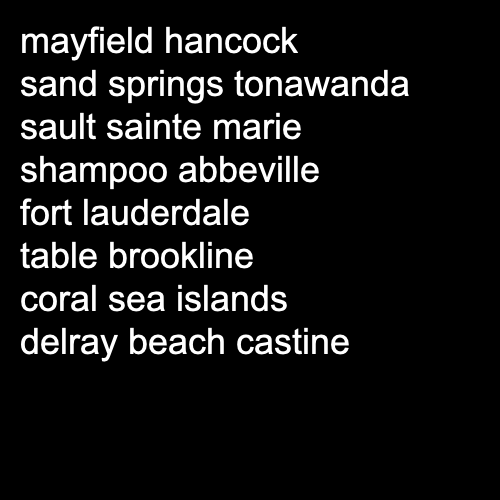 mayfield hancock
sand springs tonawanda
sault sainte marie
shampoo abbeville
fort lauderdale
table brookline
coral sea islands
delray beach castine